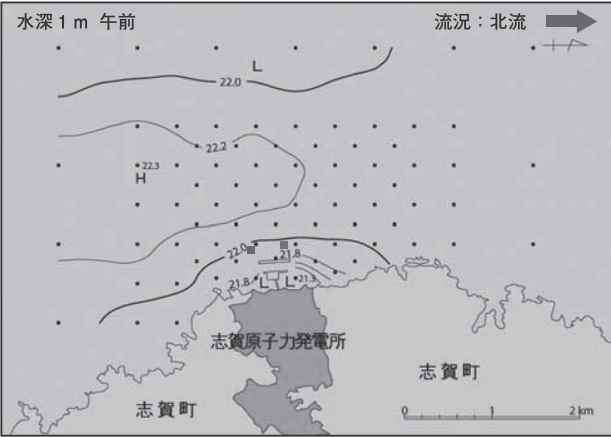 水深1m 午前
流況：北流
L
22.0
22.2
22.3
H
22.0
21.8
21.8
L
L
21.3
志賀原子力発電所
志賀町
志賀町
0 1 2 km